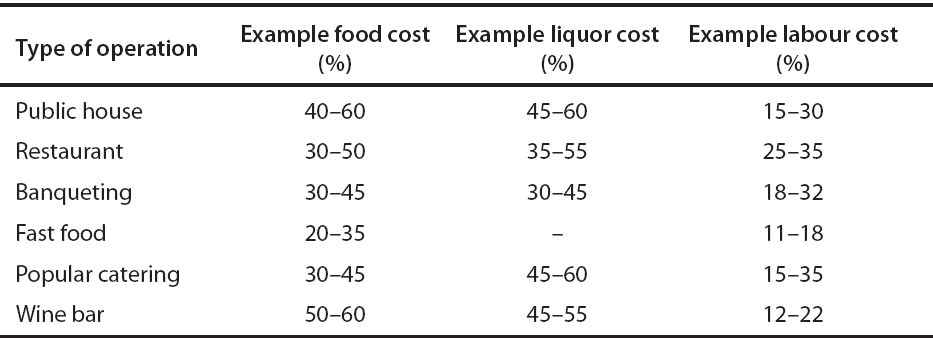 Type of operation Example food cost (%) Example liquor cost (%) Example labour cost (%)
Public house 40–60 45–60 15–30
Restaurant 30–50 35–55 25–35
Banqueting 30–45 30–45 18–32
Fast food 20–35 – 11–18
Popular catering 30–45 45–60 15–35
Wine bar 50–60 45–55 12–22